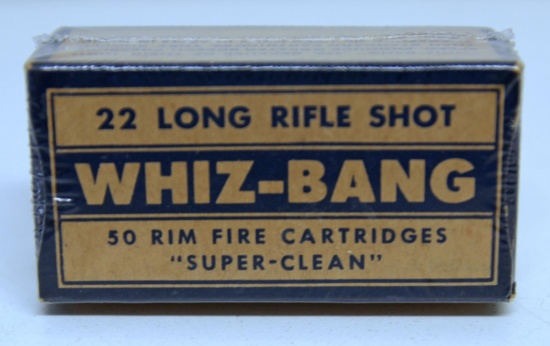 22 LONG RIFLE SHOT
WHIZ-BANG
50 RIM FIRE CARTRIDGES
"SUPER-CLEAN"